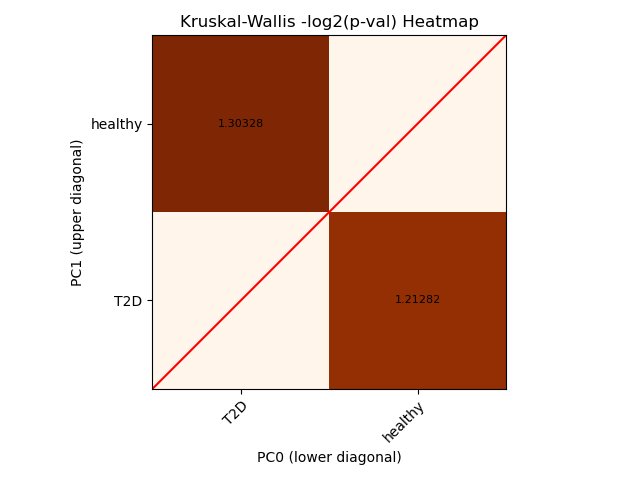 Kruskal-Wallis -log2(p-val) Heatmap
healthy
1.30328
PC1 (upper diagonal)
T2D
1.21282
T2D
healthy
PC0 (lower diagonal)